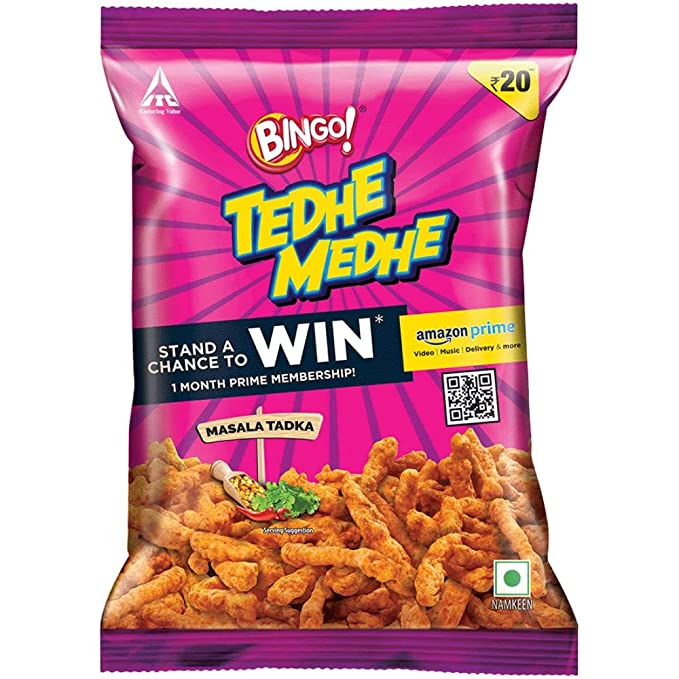 ITC
Enduring Value
₹20
BINGO!®
TEDHE
MEDHE
STAND A
CHANCE TO WIN*
1 MONTH PRIME MEMBERSHIP!
amazon prime
Video | Music | Delivery & more
MASALA TADKA
Serving Suggestion
NAMKEEN